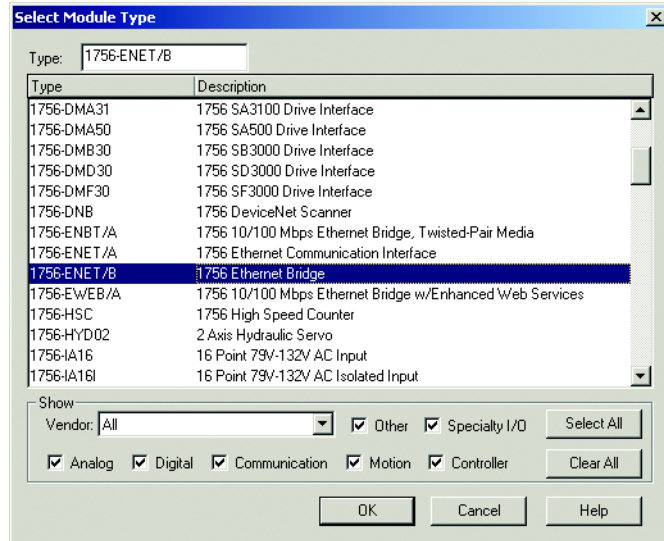 Select Module Type
Type: 1756-ENET/B
Type Description
1756-DMA31 1756 SA3100 Drive Interface
1756-DMA50 1756 SA500 Drive Interface
1756-DMB30 1756 SB3000 Drive Interface
1756-DMD30 1756 SD3000 Drive Interface
1756-DMF30 1756 SF3000 Drive Interface
1756-DNB 1756 DeviceNet Scanner
1756-ENBT/A 1756 10/100 Mbps Ethernet Bridge, Twisted-Pair Media
1756-ENET/A 1756 Ethernet Communication Interface
1756-ENET/B 1756 Ethernet Bridge
1756-EWEB/A 1756 10/100 Mbps Ethernet Bridge w/Enhanced Web Services
1756-HSC 1756 High Speed Counter
1756-HYD02 2 Axis Hydraulic Servo
1756-IA16 16 Point 79V-132V AC Input
1756-IA16I 16 Point 79V-132V AC Isolated Input
Show
Vendor: All Other Specialty I/O Select All
Analog Digital Communication Motion Controller Clear All
OK Cancel Help